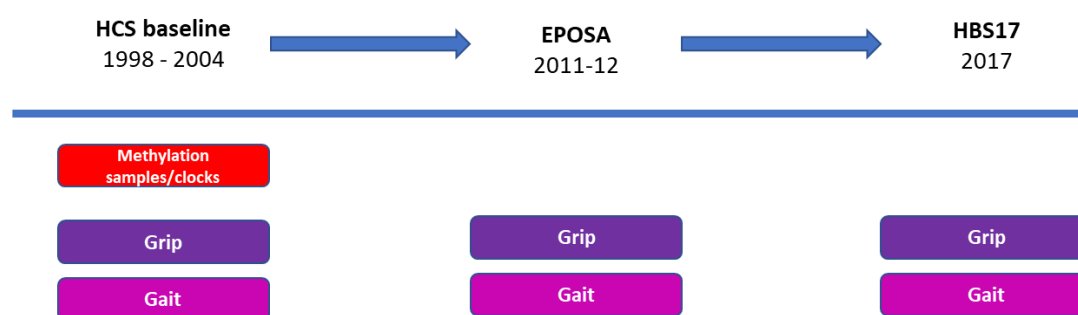 HCS baseline
1998 - 2004
EPOSA
2011-12
HBS17
2017
Methylation
samples/clocks
Grip
Grip
Grip
Gait
Gait
Gait